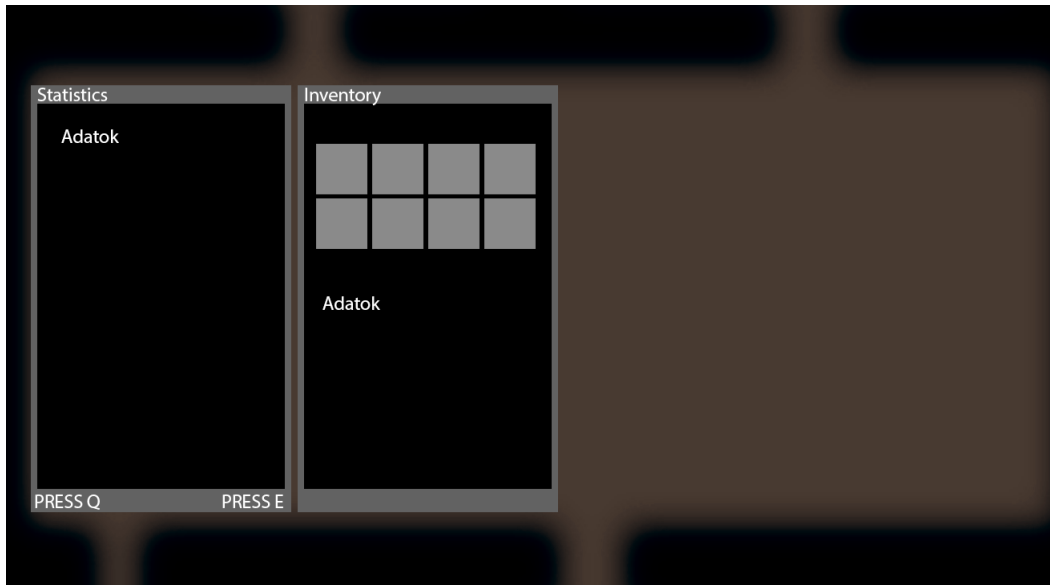 Statistics
Adatok
PRESS Q
PRESS E
Inventory
Adatok